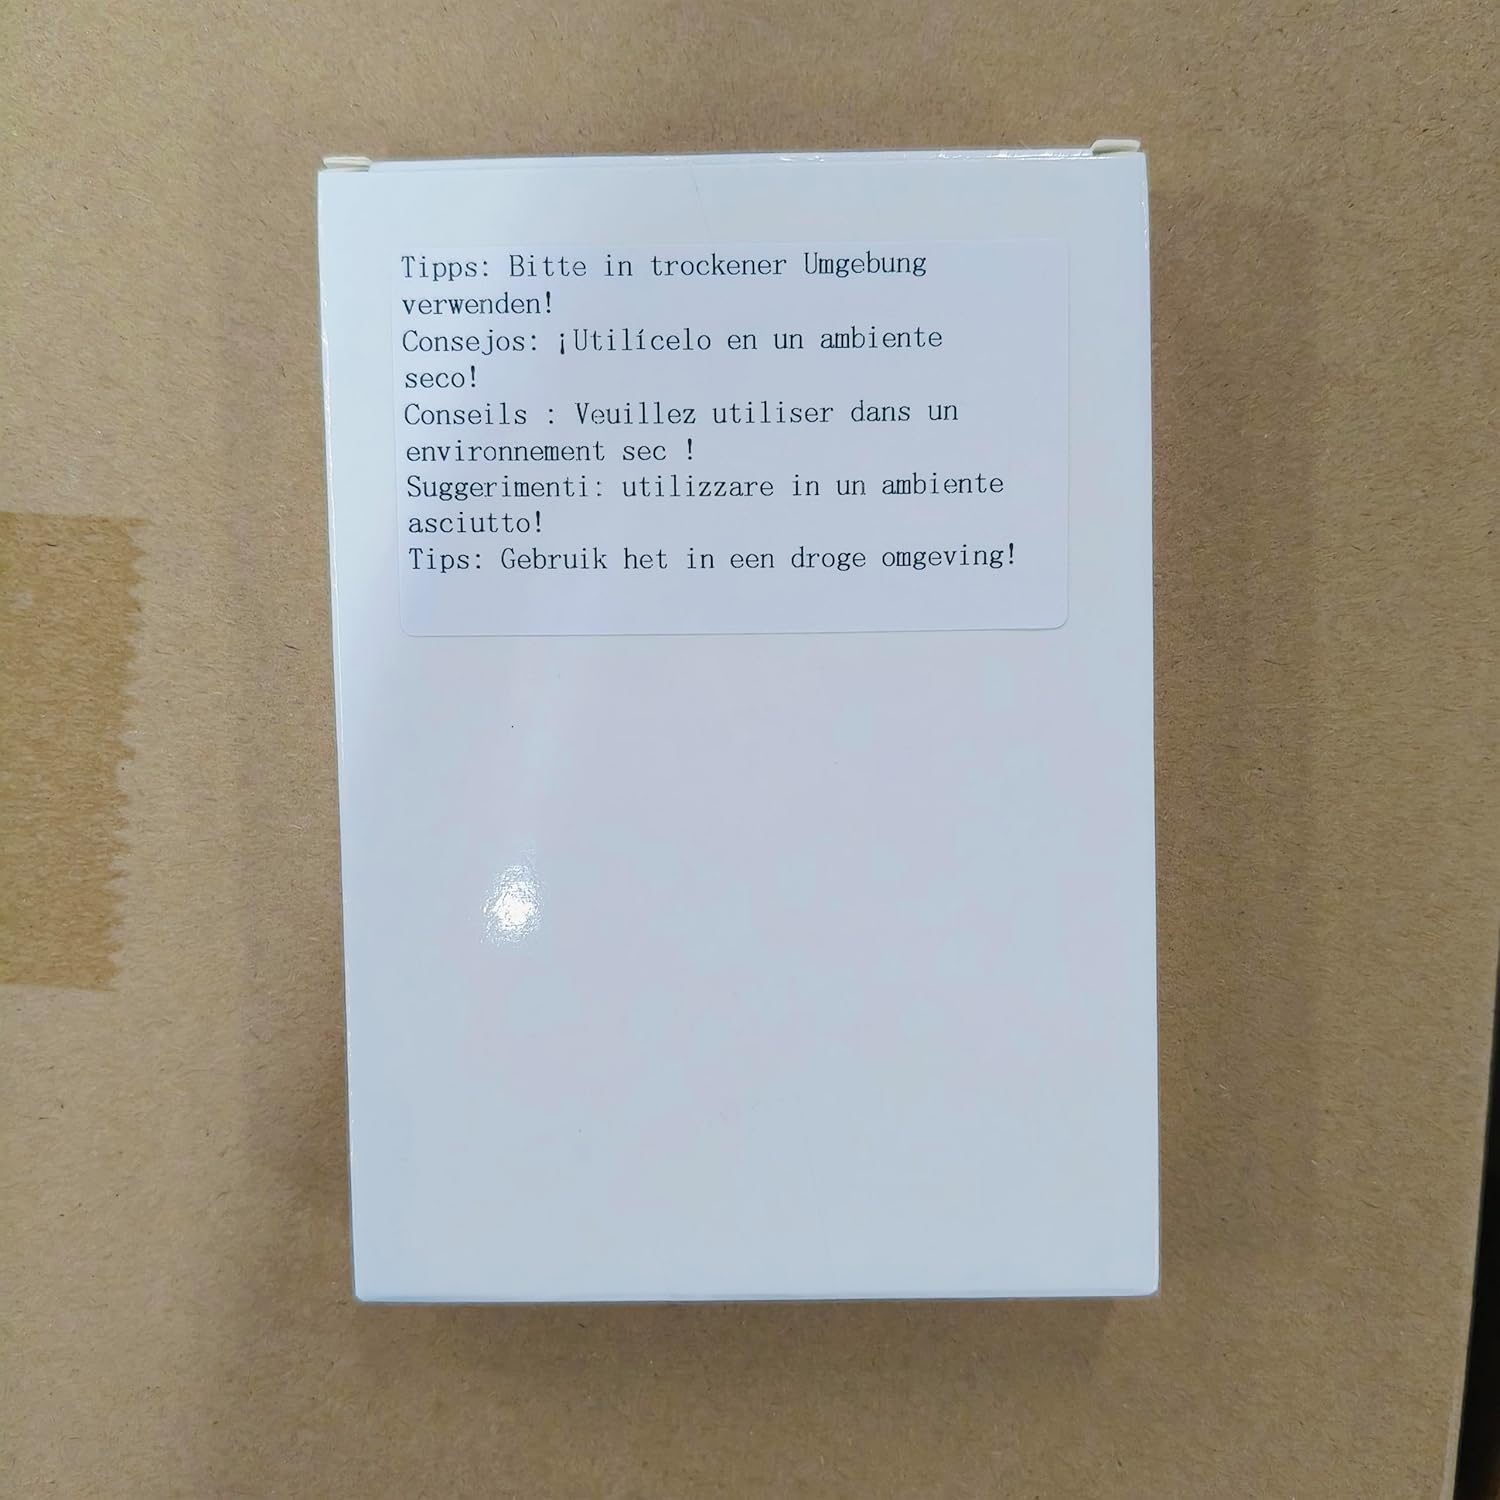 Tipps: Bitte in trockener Umgebung
verwenden!
Consejos: ¡Utilícelo en un ambiente
seco!
Conseils : Veuillez utiliser dans un
environnement sec !
Suggerimenti: utilizzare in un ambiente
asciutto!
Tips: Gebruik het in een droge omgeving!